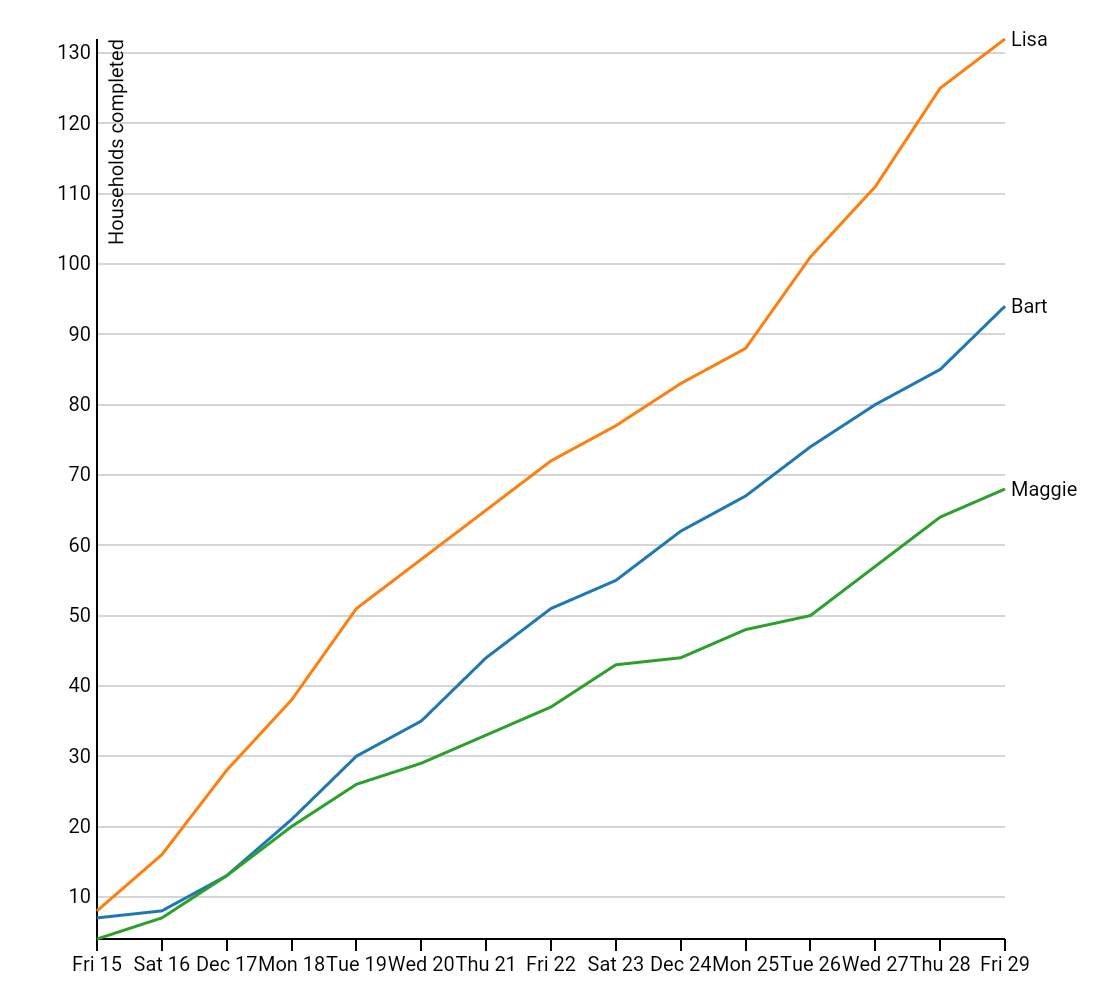 Households completed
130
120
110
100
90
80
70
60
50
40
30
20
10
Lisa
Bart
Maggie
Fri 15 Sat 16 Dec 17 Mon 18 Tue 19 Wed 20 Thu 21 Fri 22 Sat 23 Dec 24 Mon 25 Tue 26 Wed 27 Thu 28 Fri 29